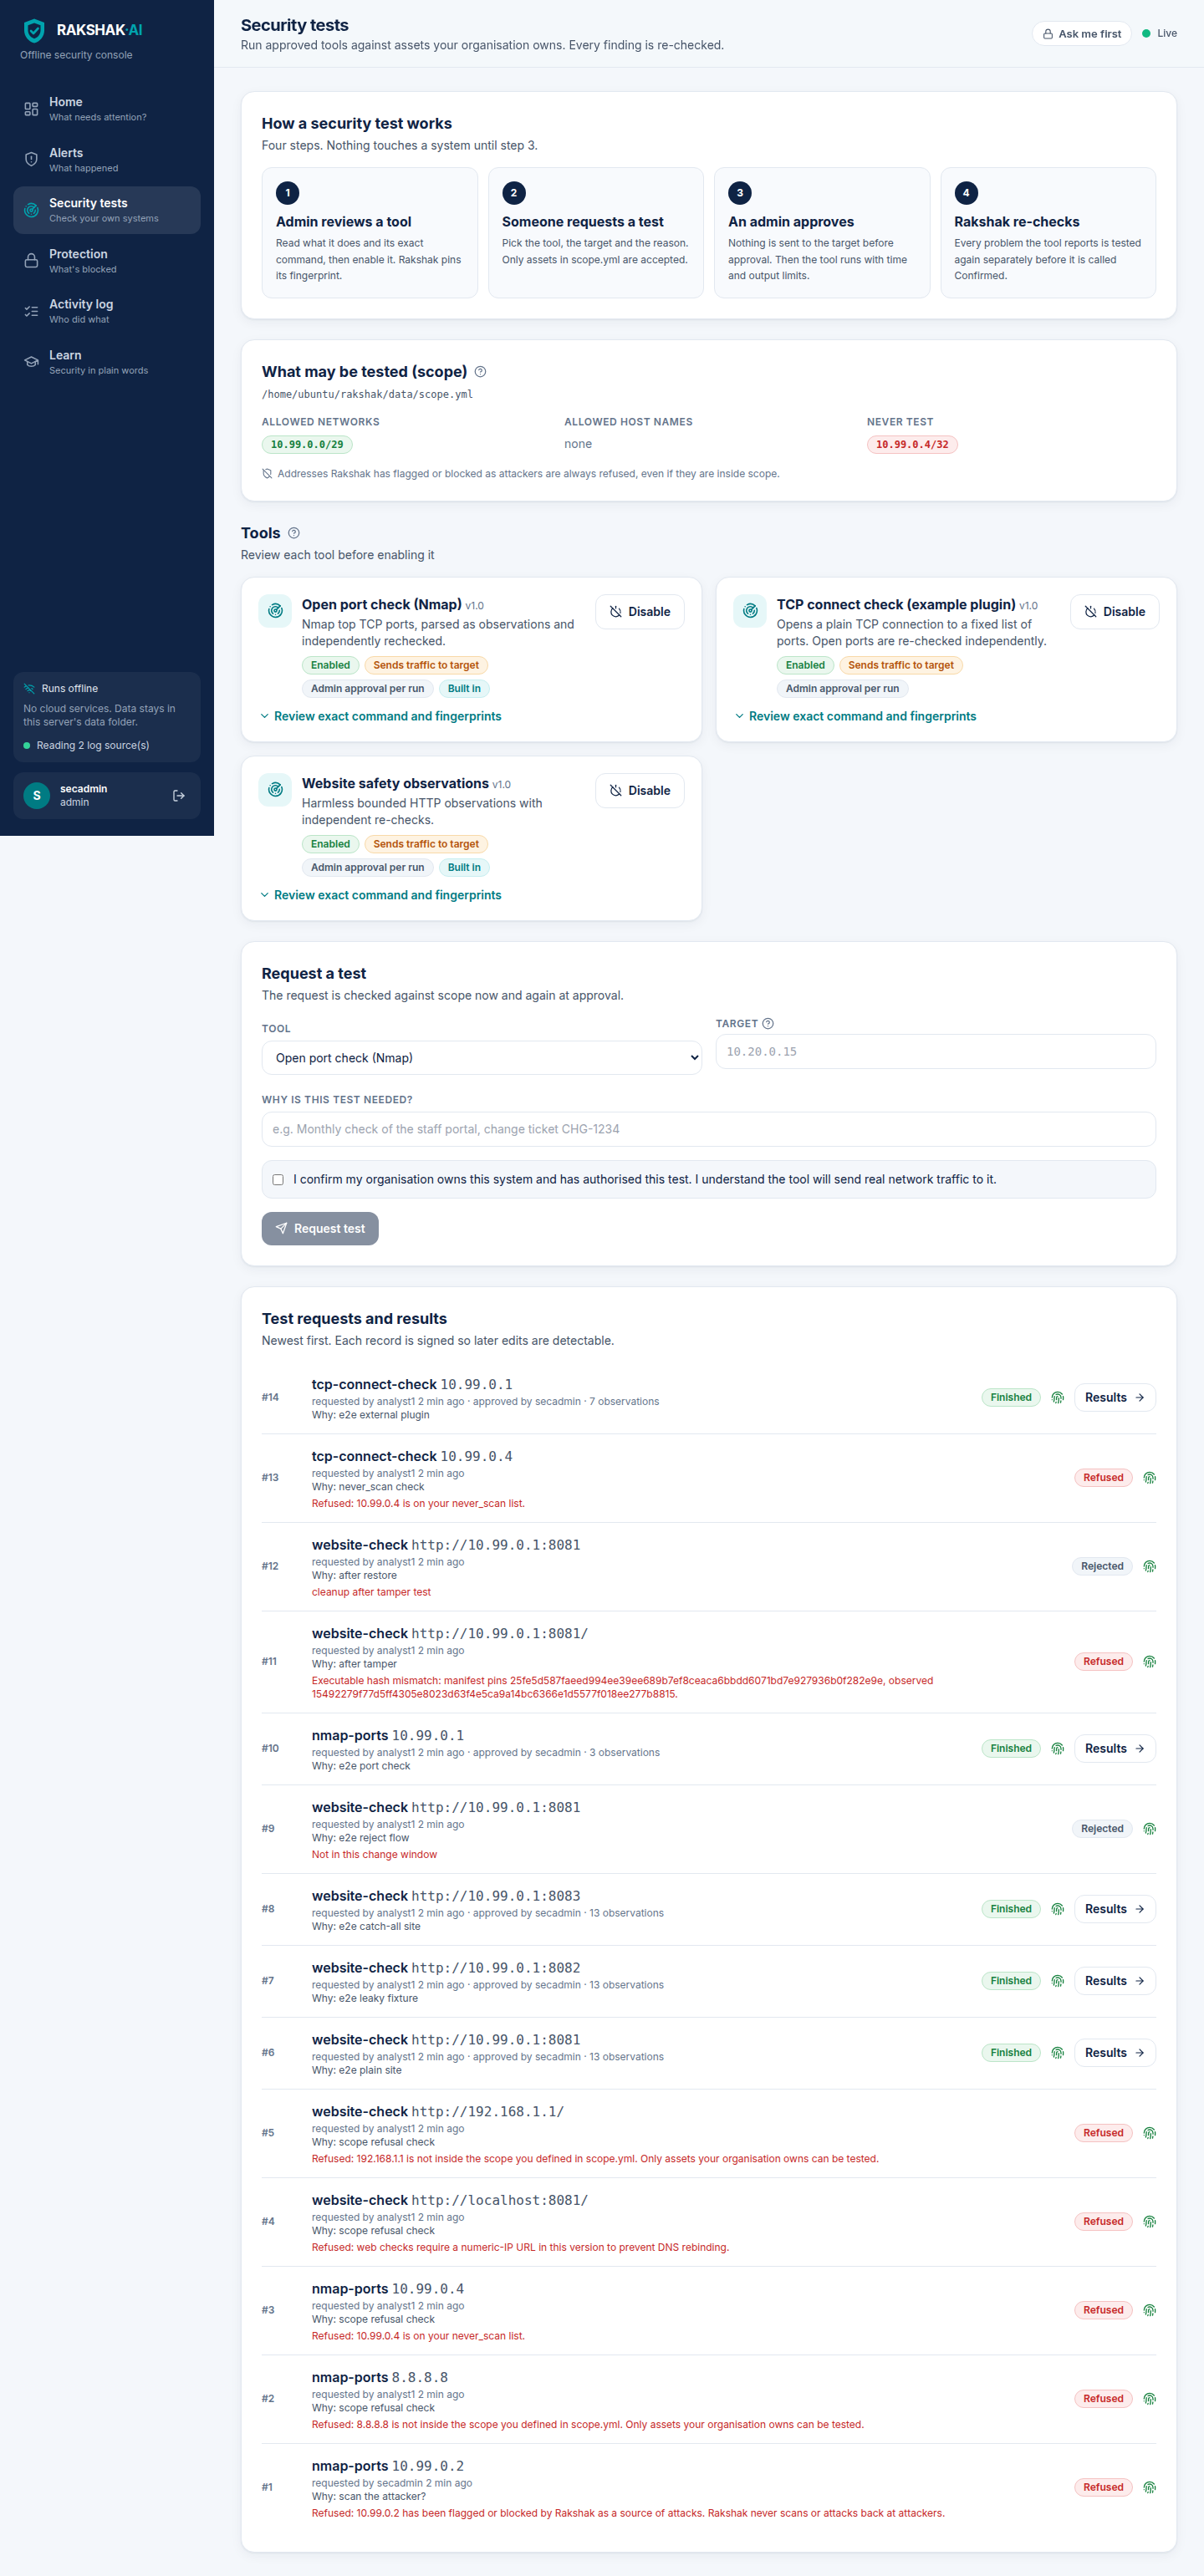 RAKSHAK·AI
Offline security console
Home
What needs attention?
Alerts
What happened
Security tests
Check your own systems
Protection
What's blocked
Activity log
Who did what
Learn
Security in plain words
Runs offline
No cloud services. Data stays in
this server's data folder.
Reading 2 log source(s)
S
secadmin
admin
Security tests
Run approved tools against assets your organisation owns. Every finding is re-checked.
Ask me first
Live
How a security test works
Four steps. Nothing touches a system until step 3.
1
Admin reviews a tool
Read what it does and its exact
command, then enable it. Rakshak pins
its fingerprint.
2
Someone requests a test
Pick the tool, the target and the reason.
Only assets in scope.yml are accepted.
3
An admin approves
Nothing is sent to the target before
approval. Then the tool runs with time
and output limits.
4
Rakshak re-checks
Every problem the tool reports is tested
again separately before it is called
Confirmed.
What may be tested (scope)
/home/ubuntu/rakshak/data/scope.yml
ALLOWED NETWORKS
10.99.0.0/29
ALLOWED HOST NAMES
none
NEVER TEST
10.99.0.4/32
Addresses Rakshak has flagged or blocked as attackers are always refused, even if they are inside scope.
Tools
Review each tool before enabling it
Open port check (Nmap) v1.0
Nmap top TCP ports, parsed as observations and
independently rechecked.
Enabled
Sends traffic to target
Admin approval per run
Built in
Disable
Review exact command and fingerprints
TCP connect check (example plugin) v1.0
Opens a plain TCP connection to a fixed list of
ports. Open ports are re-checked independently.
Enabled
Sends traffic to target
Admin approval per run
Disable
Review exact command and fingerprints
Website safety observations v1.0
Harmless bounded HTTP observations with
independent re-checks.
Enabled
Sends traffic to target
Admin approval per run
Built in
Disable
Review exact command and fingerprints
Request a test
The request is checked against scope now and again at approval.
TOOL
Open port check (Nmap)
TARGET
10.20.0.15
WHY IS THIS TEST NEEDED?
e.g. Monthly check of the staff portal, change ticket CHG-1234
I confirm my organisation owns this system and has authorised this test. I understand the tool will send real network traffic to it.
Request test
Test requests and results
Newest first. Each record is signed so later edits are detectable.
#14
tcp-connect-check 10.99.0.1
requested by analyst1 2 min ago · approved by secadmin · 7 observations
Why: e2e external plugin
Finished
Results
#13
tcp-connect-check 10.99.0.4
requested by analyst1 2 min ago
Why: never_scan check
Refused: 10.99.0.4 is on your never_scan list.
Refused
#12
website-check http://10.99.0.1:8081
requested by analyst1 2 min ago
Why: after restore
cleanup after tamper test
Rejected
#11
website-check http://10.99.0.1:8081/
requested by analyst1 2 min ago
Why: after tamper
Executable hash mismatch: manifest pins 25fe5d587faeed994ee39ee689b7ef8ceaca6bbdd6071bd7e927936b0f282e9e, observed
15492279f77d5ff4305e8023d63f4e5ca9a14bc6366e1d5577f018ee277b8815.
Refused
#10
nmap-ports 10.99.0.1
requested by analyst1 2 min ago · approved by secadmin · 3 observations
Why: e2e port check
Finished
Results
#9
website-check http://10.99.0.1:8081
requested by analyst1 2 min ago
Why: e2e reject flow
Not in this change window
Rejected
#8
website-check http://10.99.0.1:8083
requested by analyst1 2 min ago · approved by secadmin · 13 observations
Why: e2e catch-all site
Finished
Results
#7
website-check http://10.99.0.1:8082
requested by analyst1 2 min ago · approved by secadmin · 13 observations
Why: e2e leaky fixture
Finished
Results
#6
website-check http://10.99.0.1:8081
requested by analyst1 2 min ago · approved by secadmin · 13 observations
Why: e2e plain site
Finished
Results
#5
website-check http://192.168.1.1/
requested by analyst1 2 min ago
Why: scope refusal check
Refused: 192.168.1.1 is not inside the scope you defined in scope.yml. Only assets your organisation owns can be tested.
Refused
#4
website-check http://localhost:8081/
requested by analyst1 2 min ago
Why: scope refusal check
Refused: web checks require a numeric-IP URL in this version to prevent DNS rebinding.
Refused
#3
nmap-ports 10.99.0.4
requested by analyst1 2 min ago
Why: scope refusal check
Refused: 10.99.0.4 is on your never_scan list.
Refused
#2
nmap-ports 8.8.8.8
requested by analyst1 2 min ago
Why: scope refusal check
Refused: 8.8.8.8 is not inside the scope you defined in scope.yml. Only assets your organisation owns can be tested.
Refused
#1
nmap-ports 10.99.0.2
requested by secadmin 2 min ago
Why: scan the attacker?
Refused: 10.99.0.2 has been flagged or blocked by Rakshak as a source of attacks. Rakshak never scans or attacks back at attackers.
Refused